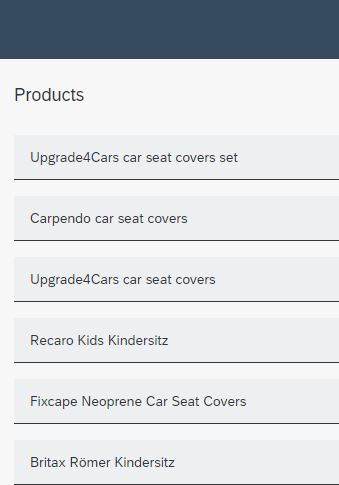 Products
Upgrade4Cars car seat covers set
Carpendo car seat covers
Upgrade4Cars car seat covers
Recaro Kids Kindersitz
Fixcape Neoprene Car Seat Covers
Britax Römer Kindersitz